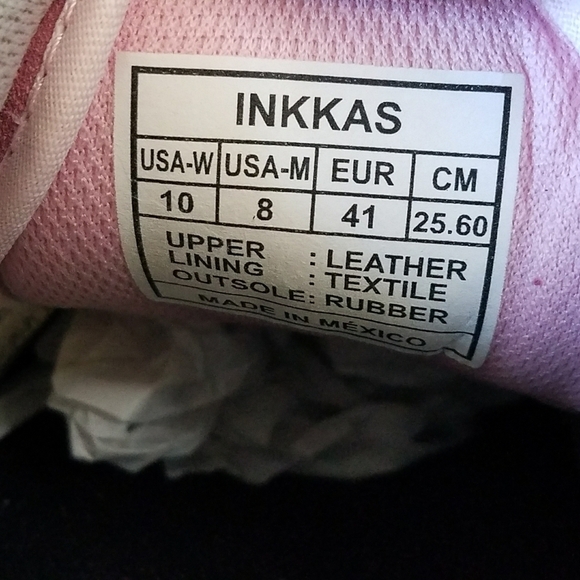 INKKAS
USA-W USA-M EUR CM
10 8 41 25.60
UPPER : LEATHER
LINING : TEXTILE
OUTSOLE: RUBBER
MADE IN MÉXICO